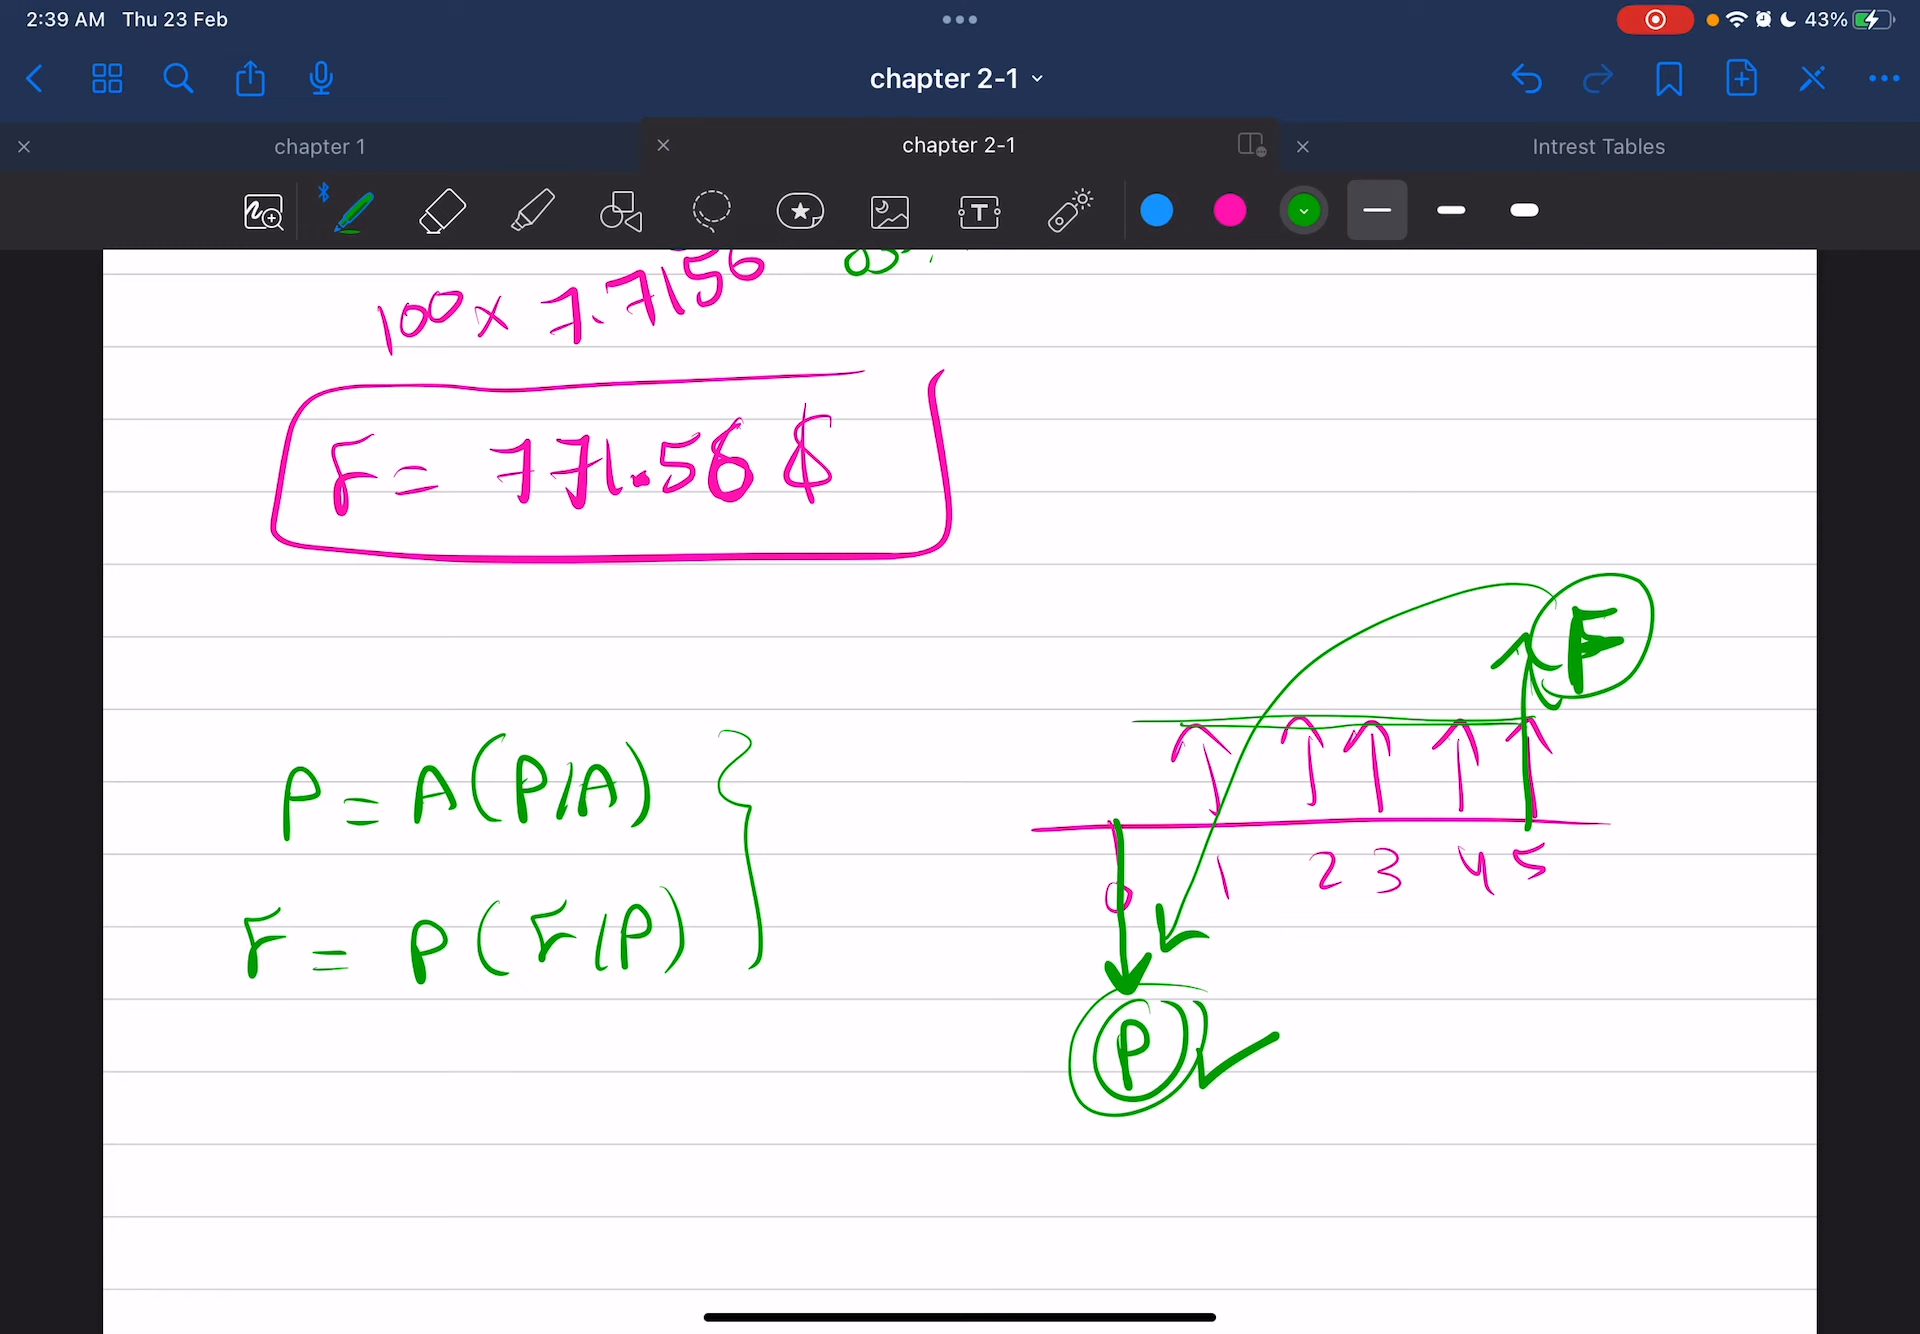 2:39 AM Thu 23 Feb
43%
chapter 2-1
chapter 1
chapter 2-1
Intrest Tables
T
100 x 7.7156
F = 771.56 $
F
P = A (P/A)
0 1 2 3 4 5
F = P (F/P)
P